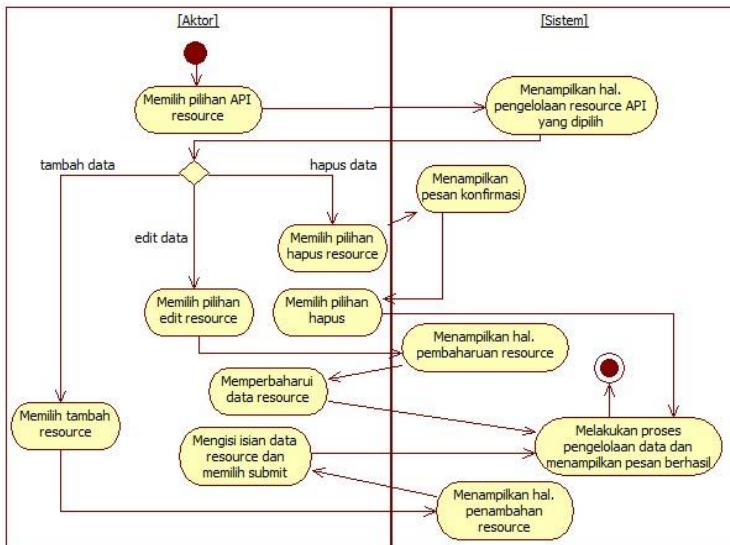 [Aktor]
[Sistem]
Memilih pilihan API
resource
Menampilkan hal.
pengelolaan resource API
yang dipilih
tambah data
hapus data
edit data
Memilih pilihan
hapus resource
Menampilkan
pesan konfirmasi
Memilih pilihan
edit resource
Memilih pilihan
hapus
Menampilkan hal.
pembaharuan resource
Memperbaharui
data resource
Memilih tambah
resource
Mengisi isian data
resource dan
memilih submit
Melakukan proses
pengelolaan data dan
menampilkan pesan berhasil
Menampilkan hal.
penambahan
resource